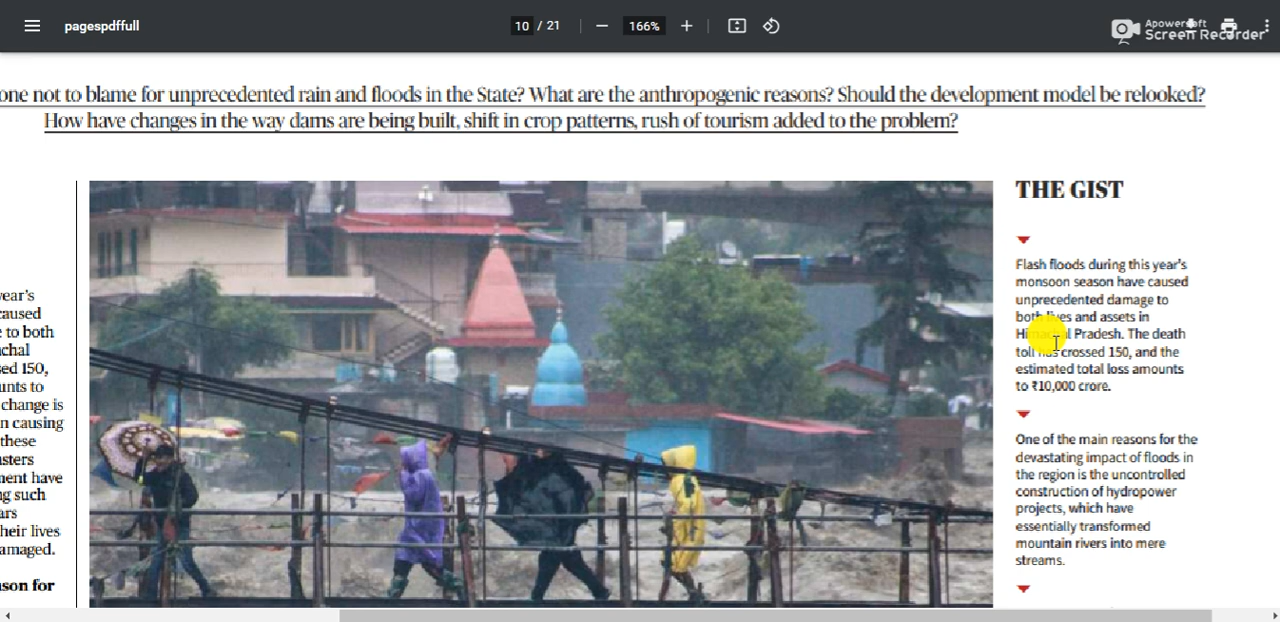 pagespdffull
10 / 21
166%
Apowersoft
Screen Recorder
one not to blame for unprecedented rain and floods in the State? What are the anthropogenic reasons? Should the development model be relooked?
How have changes in the way dams are being built, shift in crop patterns, rush of tourism added to the problem?
year's
caused
to both
chal
sed 150,
unts to
change is
n causing
these
asters
ment have
ng such
ars
heir lives
amaged.
son for
THE GIST
Flash floods during this year's
monsoon season have caused
unprecedented damage to
both lives and assets in
Himachal Pradesh. The death
toll has crossed 150, and the
estimated total loss amounts
to ₹10,000 crore.
One of the main reasons for the
devastating impact of floods in
the region is the uncontrolled
construction of hydropower
projects, which have
essentially transformed
mountain rivers into mere
streams.